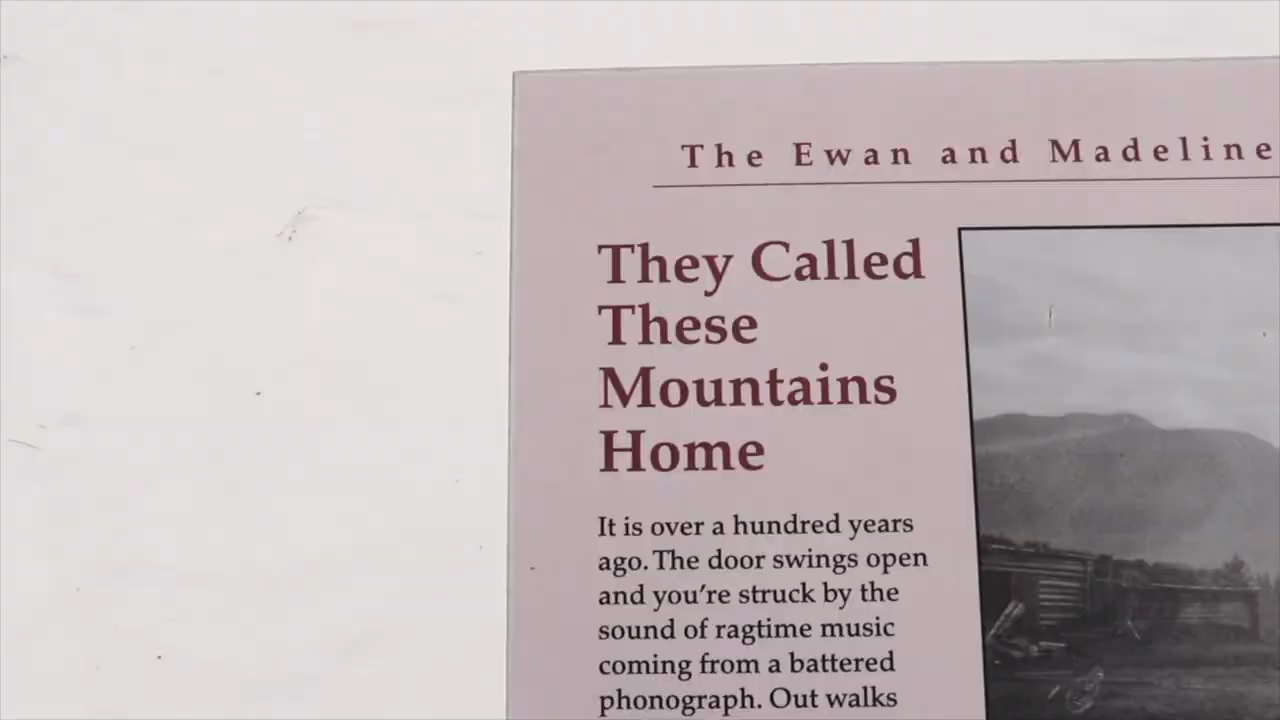 The Ewan and Madeline
They Called
These
Mountains
Home
It is over a hundred years
ago. The door swings open
and you're struck by the
sound of ragtime music
coming from a battered
phonograph. Out walks